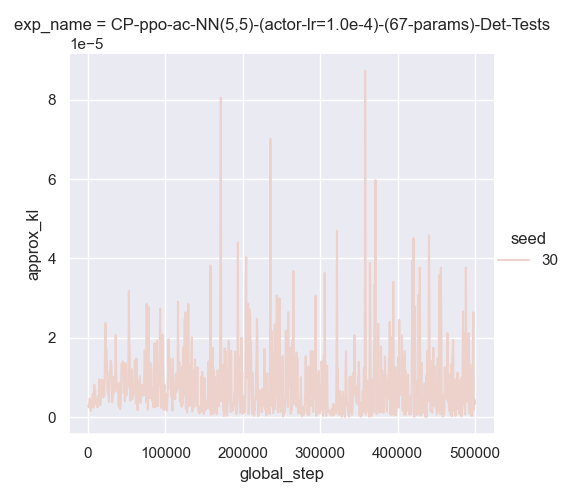 exp_name = CP-ppo-ac-NN(5,5)-(actor-lr=1.0e-4)-(67-params)-Det-Tests
1e−5
8
6
4
2
0
approx_kl
0
100000
200000
300000
400000
500000
global_step
seed
30